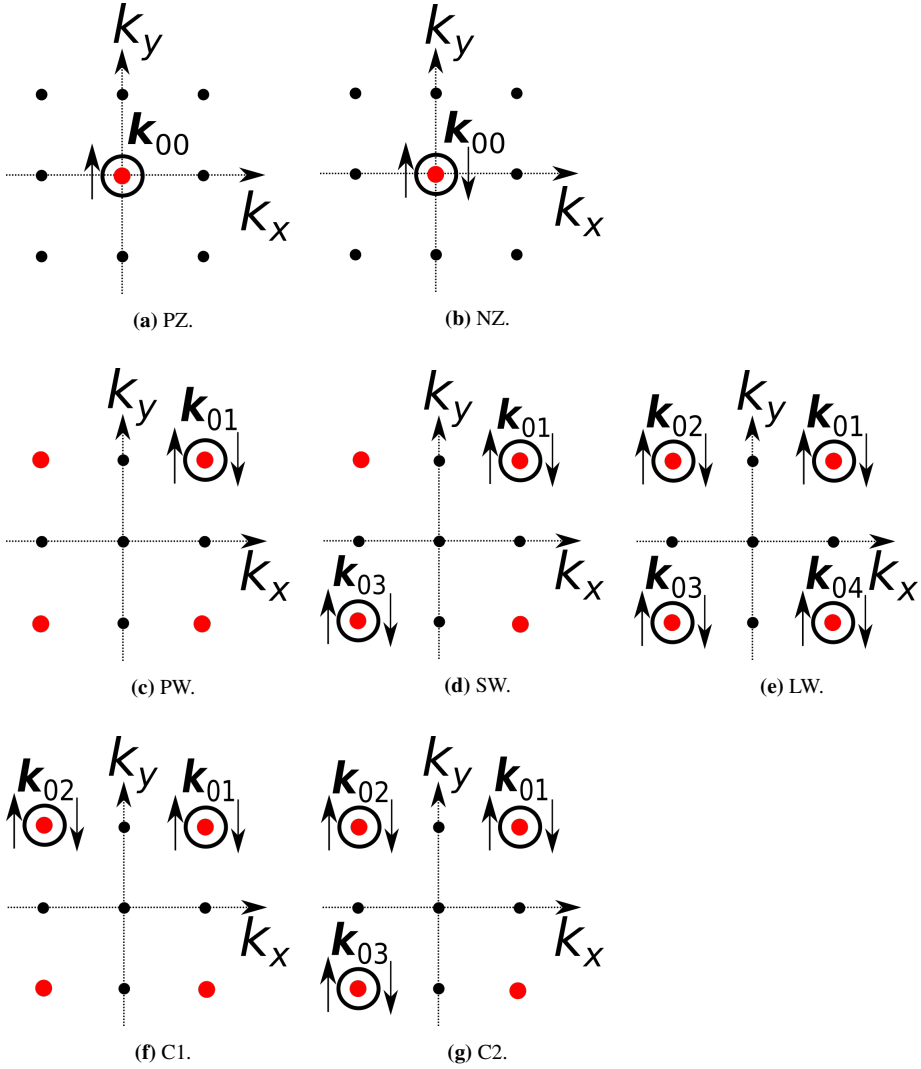 k_y k_y
k_00 k_00
k_x k_x
(a) PZ. (b) NZ.
k_y k_01 k_y k_01 k_02 k_y k_01
k_x k_x k_x
k_03 k_03 k_04
(c) PW. (d) SW. (e) LW.
k_02 k_y k_01 k_02 k_y k_01
k_x k_x
k_03
(f) C1. (g) C2.